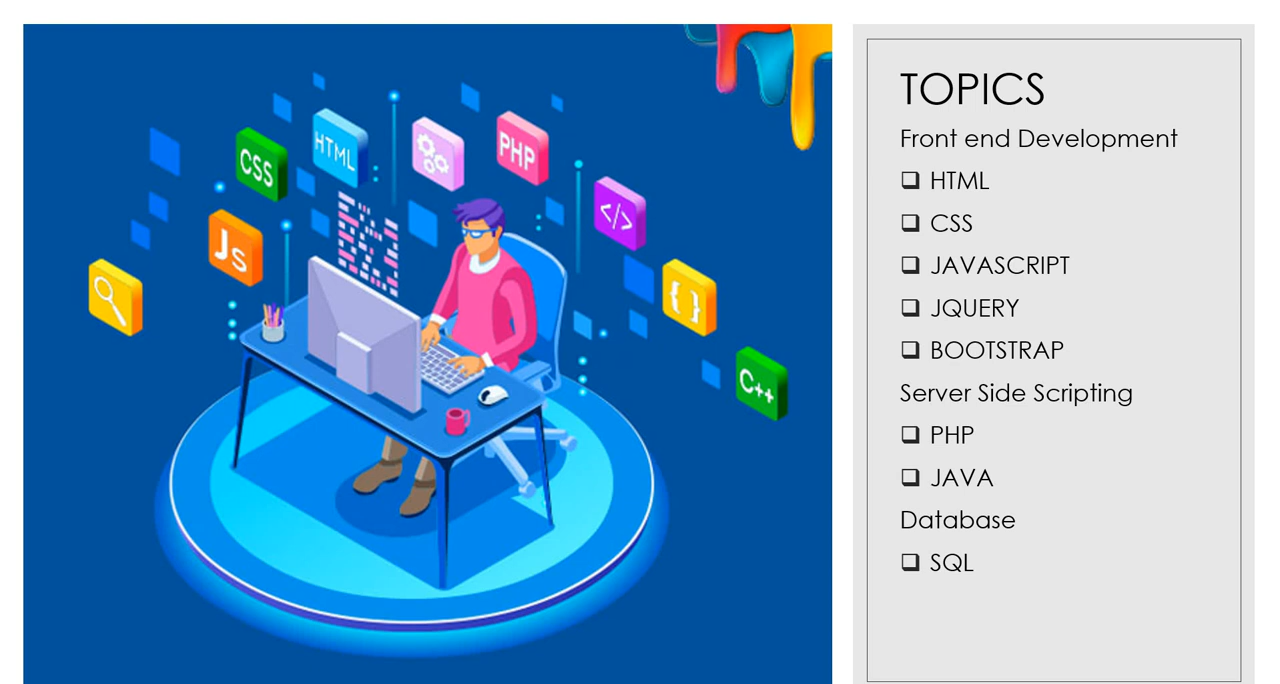 CSS
HTML
PHP
Js
</>
{ }
C++
TOPICS
Front end Development
❑ HTML
❑ CSS
❑ JAVASCRIPT
❑ JQUERY
❑ BOOTSTRAP
Server Side Scripting
❑ PHP
❑ JAVA
Database
❑ SQL